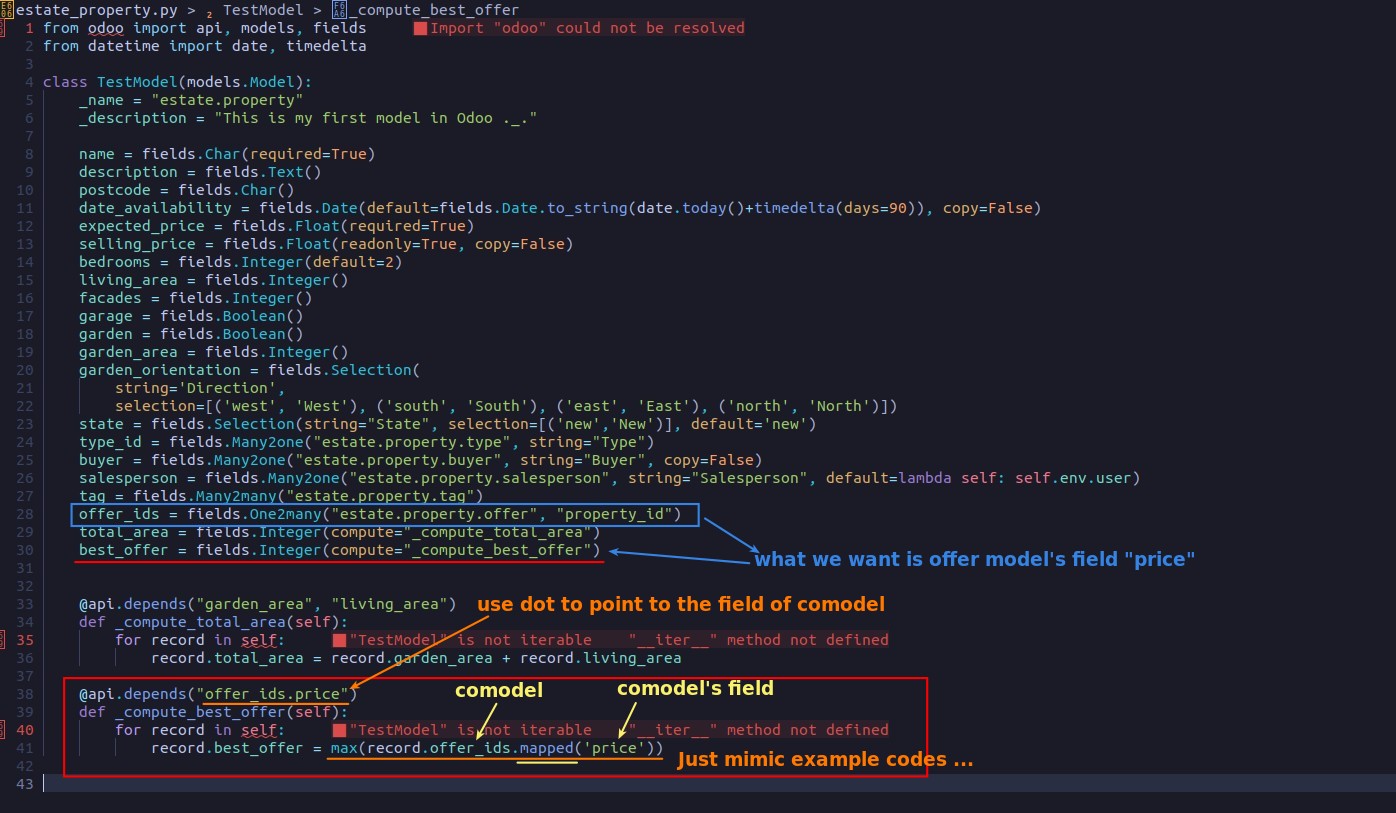 estate_property.py > TestModel > _compute_best_offer
1 from odoo import api, models, fields Import "odoo" could not be resolved
2 from datetime import date, timedelta
3
4 class TestModel(models.Model):
5 _name = "estate.property"
6 _description = "This is my first model in Odoo ._."
7
8 name = fields.Char(required=True)
9 description = fields.Text()
10 postcode = fields.Char()
11 date_availability = fields.Date(default=fields.Date.to_string(date.today()+timedelta(days=90)), copy=False)
12 expected_price = fields.Float(required=True)
13 selling_price = fields.Float(readonly=True, copy=False)
14 bedrooms = fields.Integer(default=2)
15 living_area = fields.Integer()
16 facades = fields.Integer()
17 garage = fields.Boolean()
18 garden = fields.Boolean()
19 garden_area = fields.Integer()
20 garden_orientation = fields.Selection(
21 string='Direction',
22 selection=[('west', 'West'), ('south', 'South'), ('east', 'East'), ('north', 'North')])
23 state = fields.Selection(string="State", selection=[('new','New')], default='new')
24 type_id = fields.Many2one("estate.property.type", string="Type")
25 buyer = fields.Many2one("estate.property.buyer", string="Buyer", copy=False)
26 salesperson = fields.Many2one("estate.property.salesperson", string="Salesperson", default=lambda self: self.env.user)
27 tag = fields.Many2many("estate.property.tag")
28 offer_ids = fields.One2many("estate.property.offer", "property_id")
29 total_area = fields.Integer(compute="_compute_total_area")
30 best_offer = fields.Integer(compute="_compute_best_offer")
what we want is offer model's field "price"
31
32
33 @api.depends("garden_area", "living_area") use dot to point to the field of comodel
34 def _compute_total_area(self):
35 for record in self: "TestModel" is not iterable "__iter__" method not defined
36 record.total_area = record.garden_area + record.living_area
37
38 @api.depends("offer_ids.price") comodel comodel's field
39 def _compute_best_offer(self):
40 for record in self: "TestModel" is not iterable "__iter__" method not defined
41 record.best_offer = max(record.offer_ids.mapped('price'))
Just mimic example codes ...
42
43